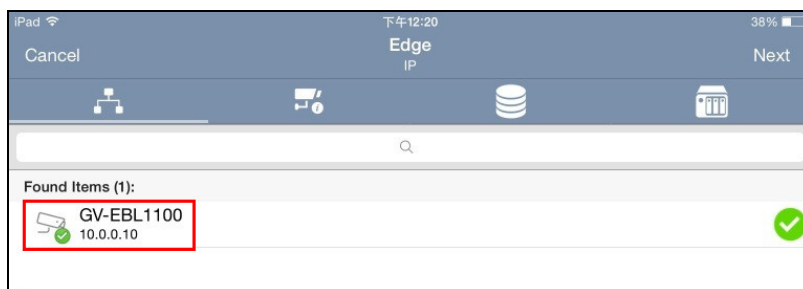 iPad 下午12:20 38%
Cancel Edge Next
IP
Found Items (1):
GV-EBL1100
10.0.0.10